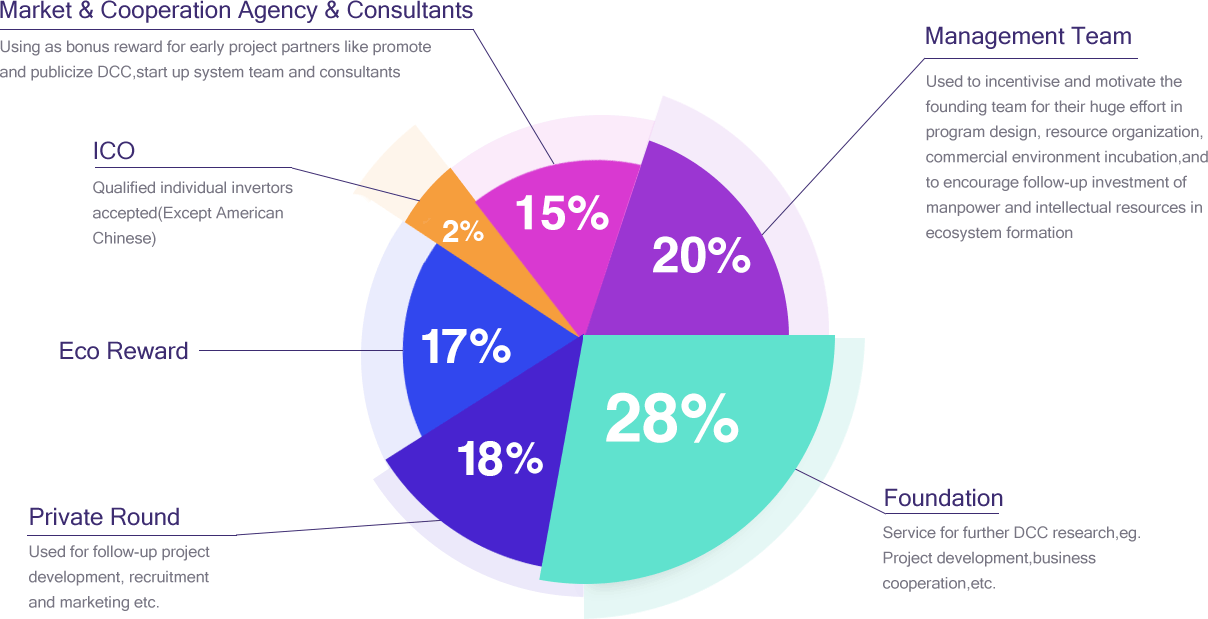 Market & Cooperation Agency & Consultants
Using as bonus reward for early project partners like promote
and publicize DCC,start up system team and consultants
Management Team
Used to incentivise and motivate the
founding team for their huge effort in
program design, resource organization,
commercial environment incubation,and
to encourage follow-up investment of
manpower and intellectual resources in
ecosystem formation
ICO
Qualified individual invertors
accepted(Except American
Chinese)
15%
2%
20%
Eco Reward
17%
28%
18%
Private Round
Used for follow-up project
development, recruitment
and marketing etc.
Foundation
Service for further DCC research,eg.
Project development,business
cooperation,etc.